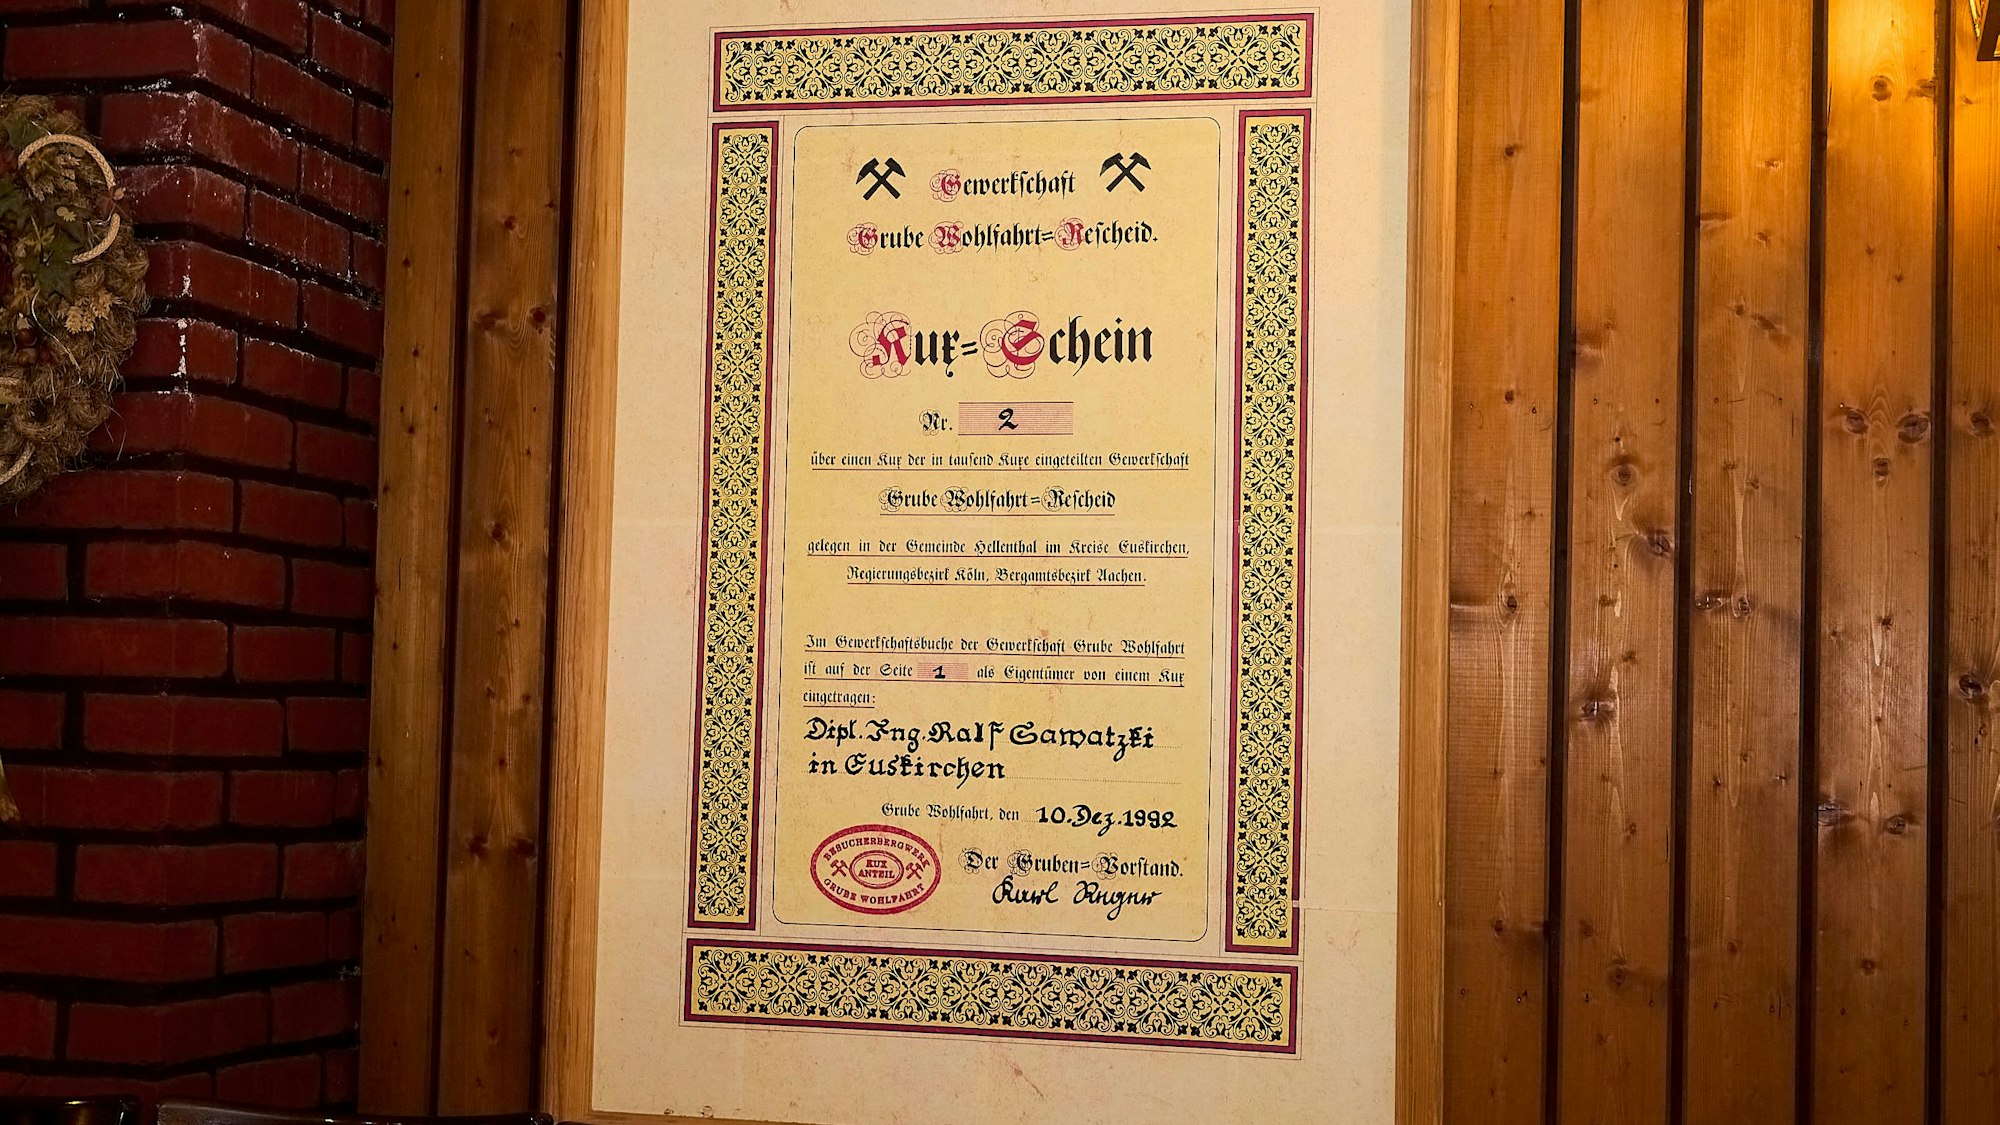 Gewerkschaft
Grube Wohlfahrt=Rescheid.
Kux=Schein
Nr. 2
über einen Kux der in tausend Kuxe eingeteilten Gewerkschaft
Grube Wohlfahrt=Rescheid
gelegen in der Gemeinde Hellenthal im Kreise Euskirchen,
Regierungsbezirk Köln, Bergamtsbezirk Aachen.
Im Gewerkschaftsbuche der Gewerkschaft Grube Wohlfahrt
ist auf der Seite 1 als Eigentümer von einem Kux
eingetragen:
Dipl. Ing. Ralf Sawatzki
in Euskirchen
Grube Wohlfahrt, den 10. Dez. 1992
Der Gruben=Vorstand.
Karl Reger
BESUCHERBERGWERK
KUX
ANTEIL
GRUBE WOHLFAHRT